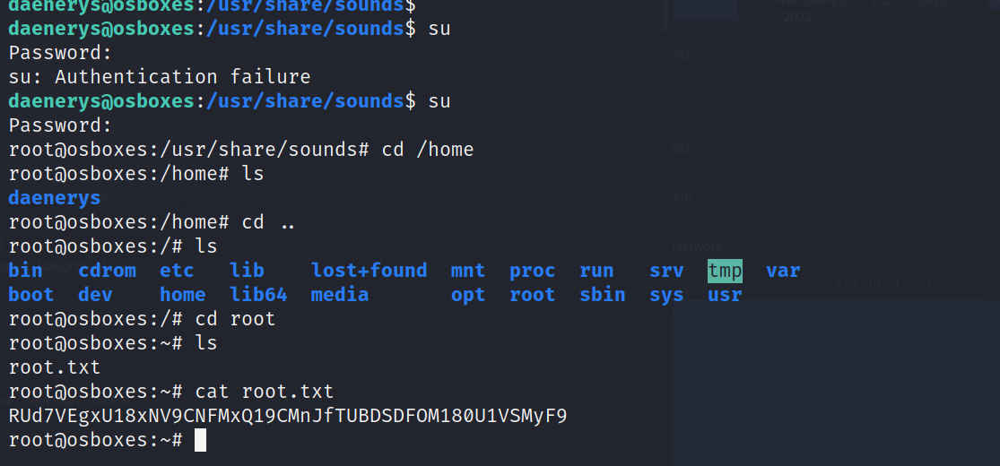 daenerys@osboxes:/usr/share/sounds$
daenerys@osboxes:/usr/share/sounds$ su
Password:
su: Authentication failure
daenerys@osboxes:/usr/share/sounds$ su
Password:
root@osboxes:/usr/share/sounds# cd /home
root@osboxes:/home# ls
daenerys
root@osboxes:/home# cd ..
root@osboxes:/# ls
bin cdrom etc lib lost+found mnt proc run srv tmp var
boot dev home lib64 media opt root sbin sys usr
root@osboxes:/# cd root
root@osboxes:~# ls
root.txt
root@osboxes:~# cat root.txt
RUd7VEgxU18xNV9CNFMxQ19CMnJfTUBDSDFOM180U1VSMyF9
root@osboxes:~#
Network